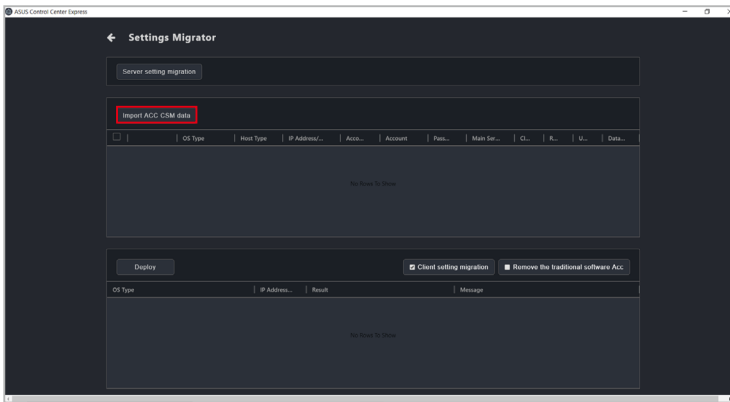 ASUS Control Center Express
Settings Migrator
Server setting migration
Import ACC CSM data
OS Type Host Type IP Address/... Acco... Account Pass... Main Ser... Cl... R... U... Data...
No Rows To Show
Deploy Client setting migration Remove the traditional software Acc
OS Type IP Address... Result Message
No Rows To Show